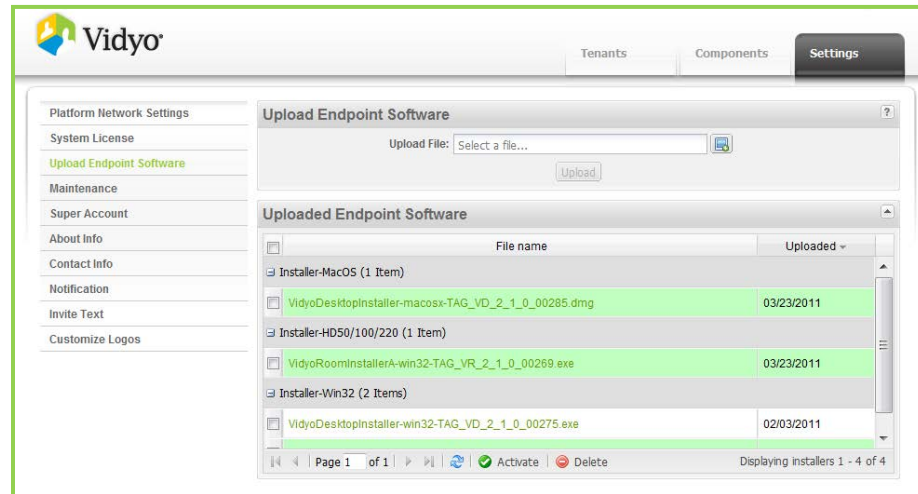 Vidyo
Tenants
Components
Settings
Platform Network Settings
System License
Upload Endpoint Software
Maintenance
Super Account
About Info
Contact Info
Notification
Invite Text
Customize Logos
Upload Endpoint Software
?
Upload File: Select a file...
Upload
Uploaded Endpoint Software
File name Uploaded
Installer-MacOS (1 Item)
VidyoDesktopInstaller-macosx-TAG_VD_2_1_0_00285.dmg 03/23/2011
Installer-HD50/100/220 (1 Item)
VidyoRoomInstallerA-win32-TAG_VR_2_1_0_00269.exe 03/23/2011
Installer-Win32 (2 Items)
VidyoDesktopInstaller-win32-TAG_VD_2_1_0_00275.exe 02/03/2011
Page 1 of 1 Activate Delete Displaying installers 1 - 4 of 4